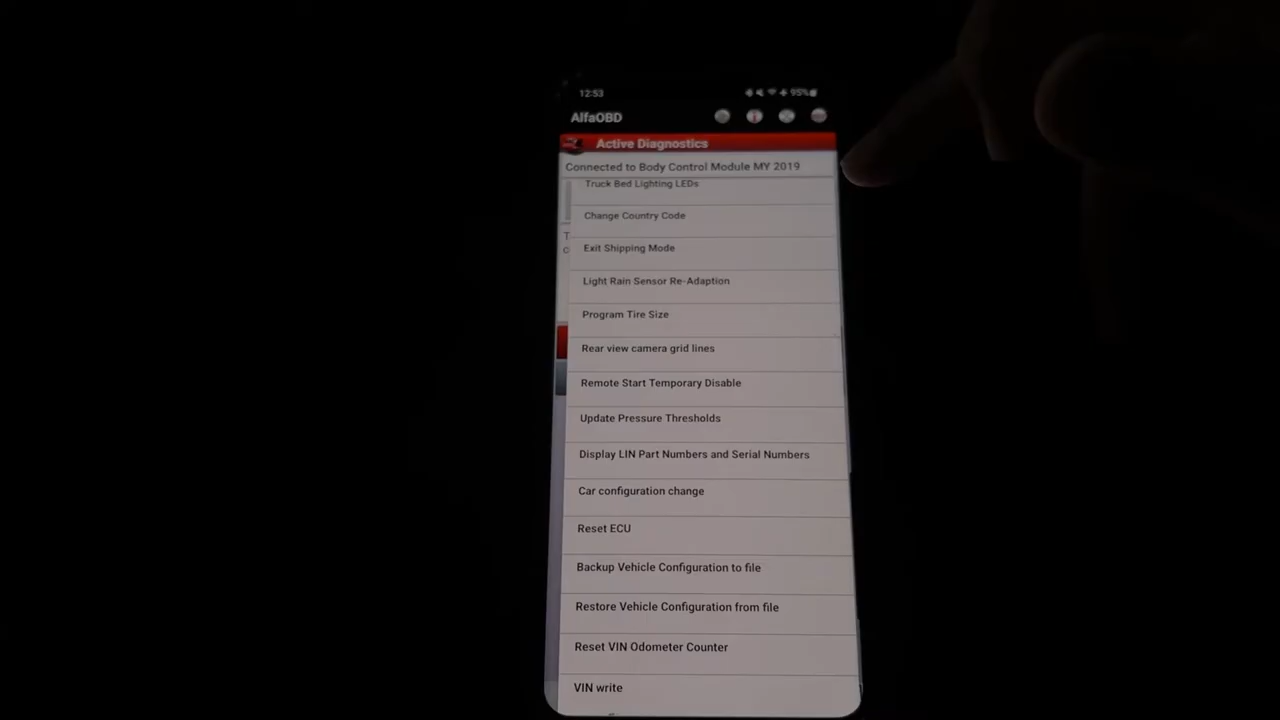 12:53
95%
AlfaOBD
Active Diagnostics
Connected to Body Control Module MY 2019
Truck Bed Lighting LEDs
Change Country Code
Exit Shipping Mode
Light Rain Sensor Re-Adaption
Program Tire Size
Rear view camera grid lines
Remote Start Temporary Disable
Update Pressure Thresholds
Display LIN Part Numbers and Serial Numbers
Car configuration change
Reset ECU
Backup Vehicle Configuration to file
Restore Vehicle Configuration from file
Reset VIN Odometer Counter
VIN write